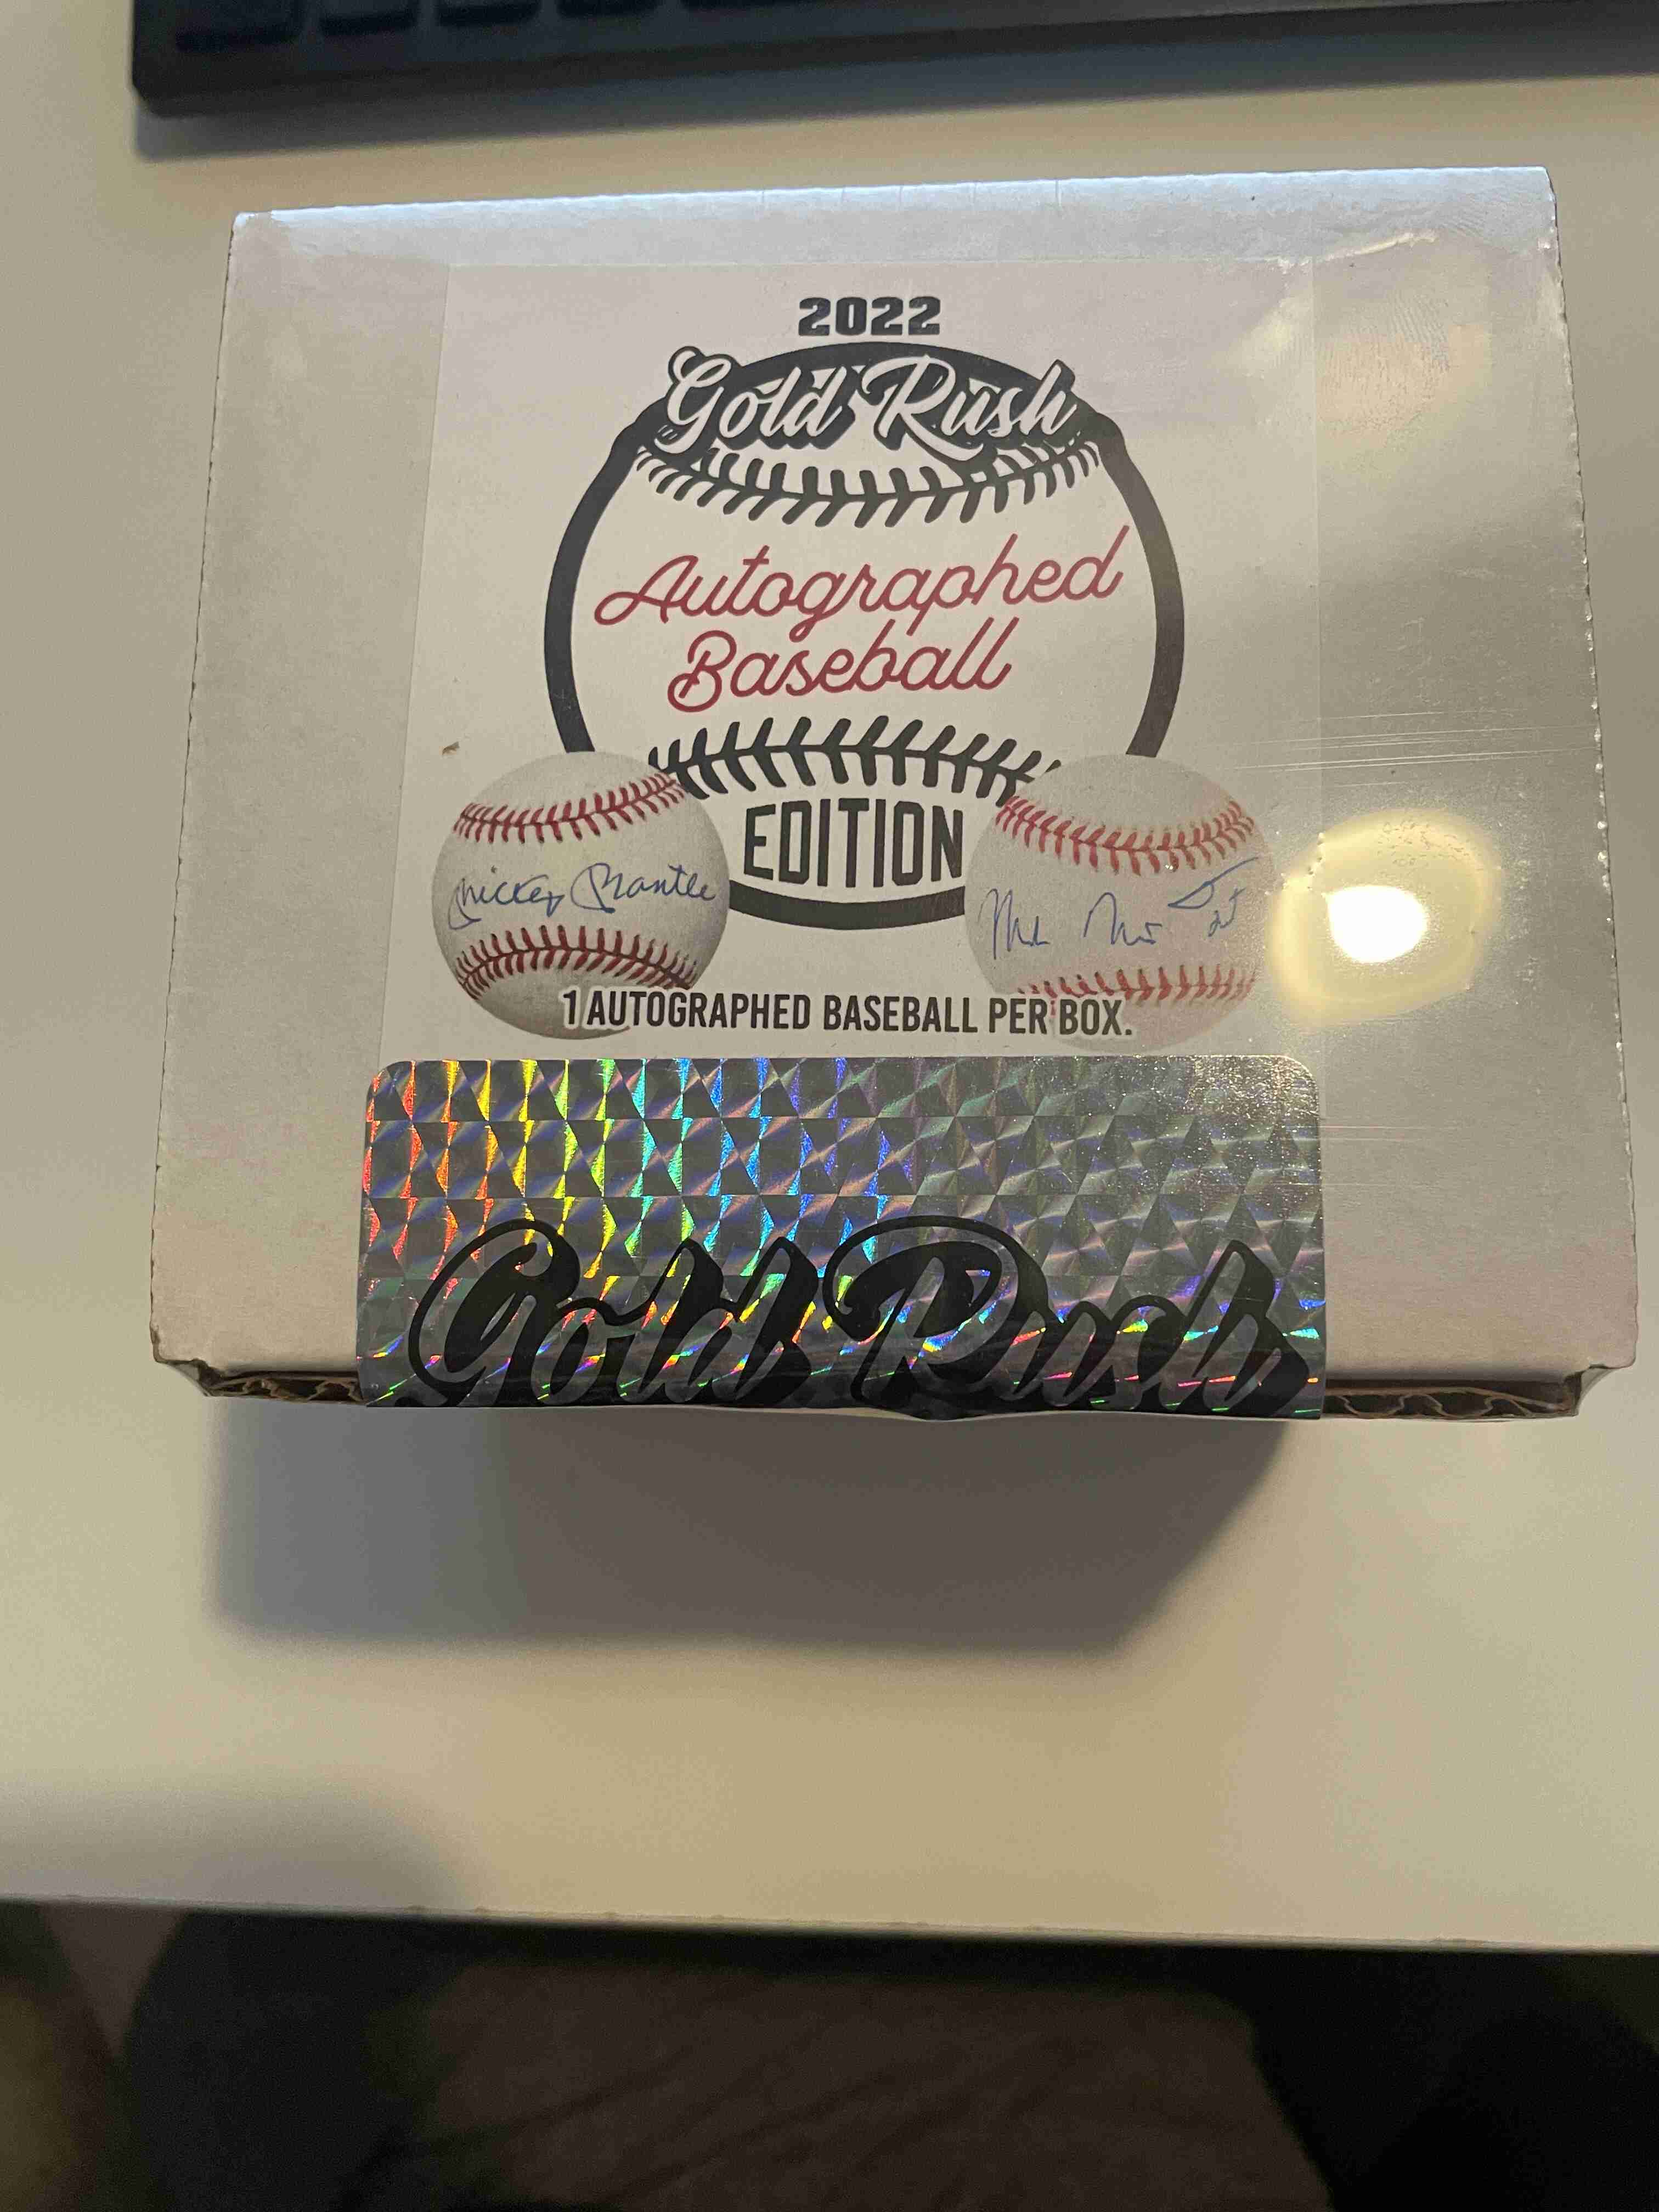 2022
Gold Rush
Autographed
Baseball
EDITION
Mickey Mantle
1 AUTOGRAPHED BASEBALL PER BOX.
Gold Rush